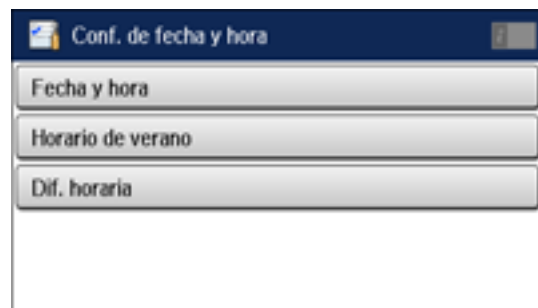 Conf. de fecha y hora
Fecha y hora
Horario de verano
Dif. horaria